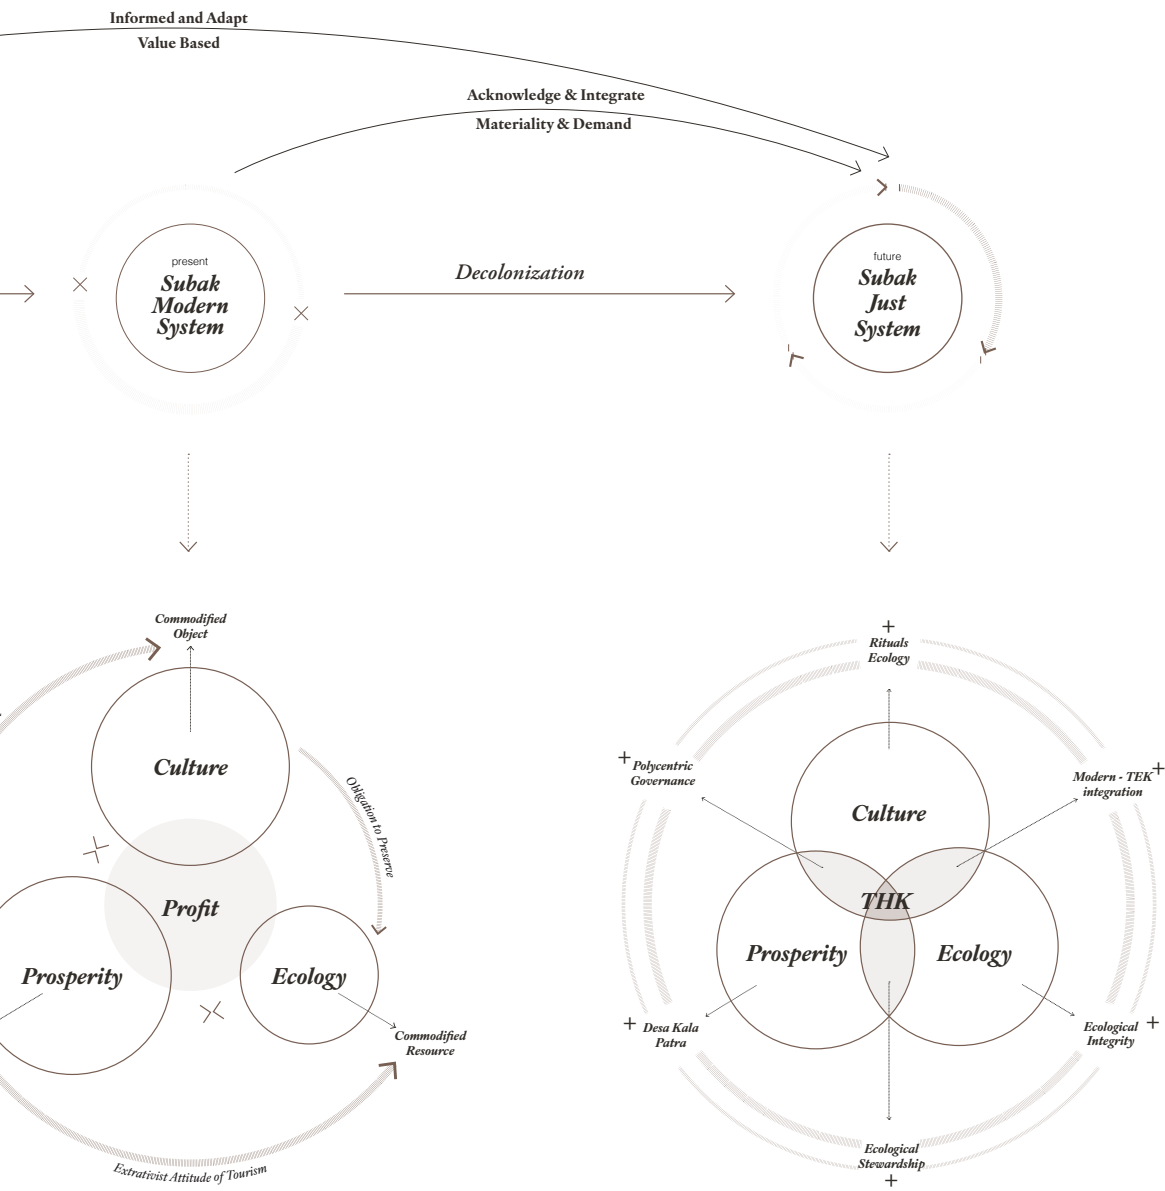 Informed and Adapt
Value Based
Acknowledge & Integrate
Materiality & Demand
present
Subak
Modern
System
Decolonization
future
Subak
Just
System
Commodified
Object
Culture
Obligation to Preserve
Profit
Prosperity
Ecology
Commodified
Resource
Extrativist Attitude of Tourism
+
Rituals
Ecology
+
Polycentric
Governance
Modern - TEK
+
integration
Culture
THK
Prosperity
Ecology
+
Desa Kala
Patra
Ecological
+
Integrity
Ecological
Stewardship
+